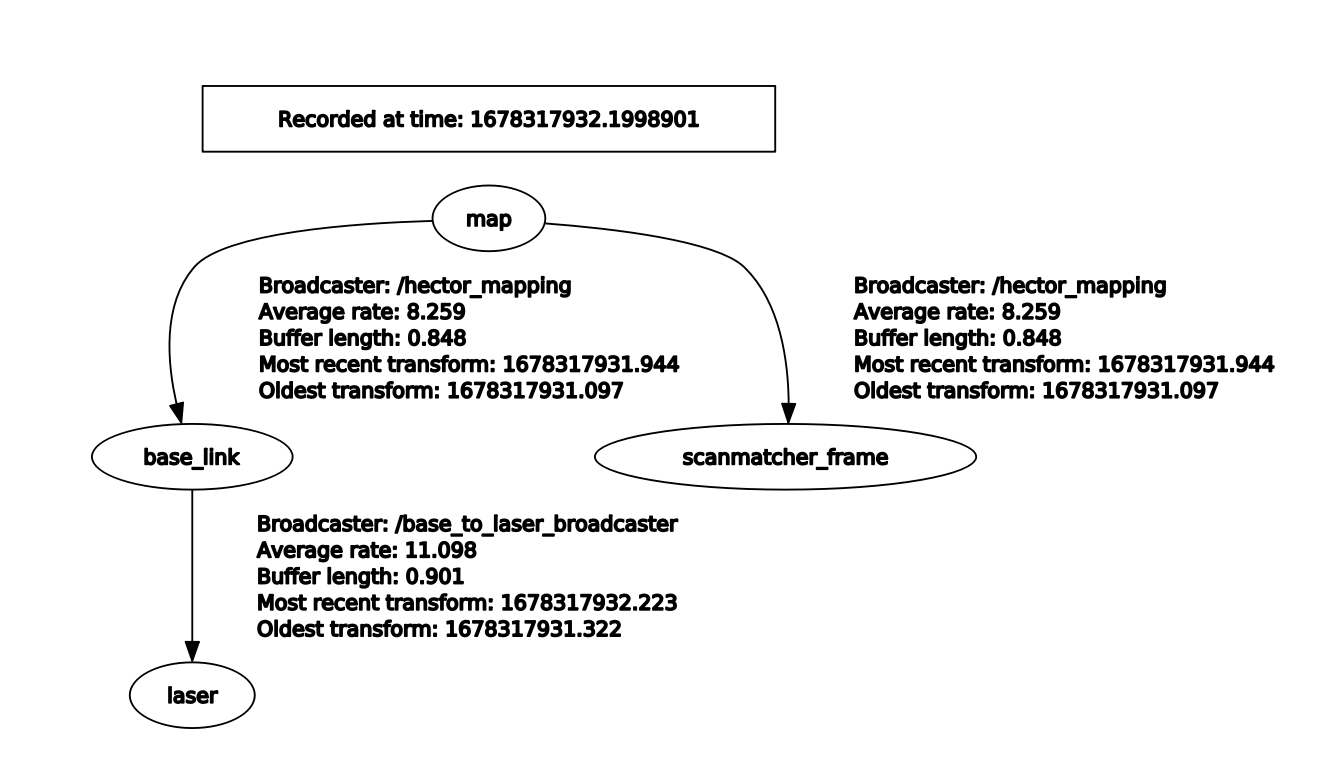 Recorded at time: 1678317932.1998901
map
Broadcaster: /hector_mapping
Average rate: 8.259
Buffer length: 0.848
Most recent transform: 1678317931.944
Oldest transform: 1678317931.097
Broadcaster: /hector_mapping
Average rate: 8.259
Buffer length: 0.848
Most recent transform: 1678317931.944
Oldest transform: 1678317931.097
base_link
scanmatcher_frame
Broadcaster: /base_to_laser_broadcaster
Average rate: 11.098
Buffer length: 0.901
Most recent transform: 1678317932.223
Oldest transform: 1678317931.322
laser